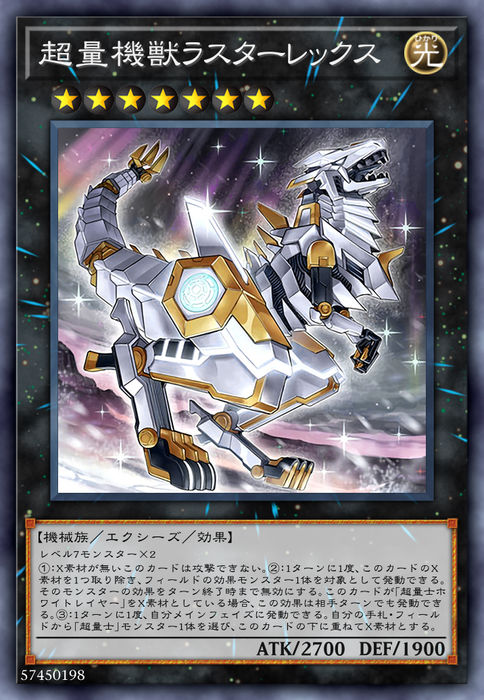 超量機獣ラスターレックス
光
ひかり
【機械族／エクシーズ／効果】
レベル7モンスター×2
①:X素材が無いこのカードは攻撃できない。②:1ターンに1度、このカードのX
素材を1つ取り除き、フィールドの効果モンスター1体を対象として発動できる。
そのモンスターの効果をターン終了時まで無効にする。このカードが「超量士ホ
ワイトレイヤー」をX素材としている場合、この効果は相手ターンでも発動でき
る。③:1ターンに1度、自分メインフェイズに発動できる。自分の手札・フィール
ドから「超量士」モンスター1体を選び、このカードの下に重ねてX素材とする。
ATK/2700 DEF/1900
57450198